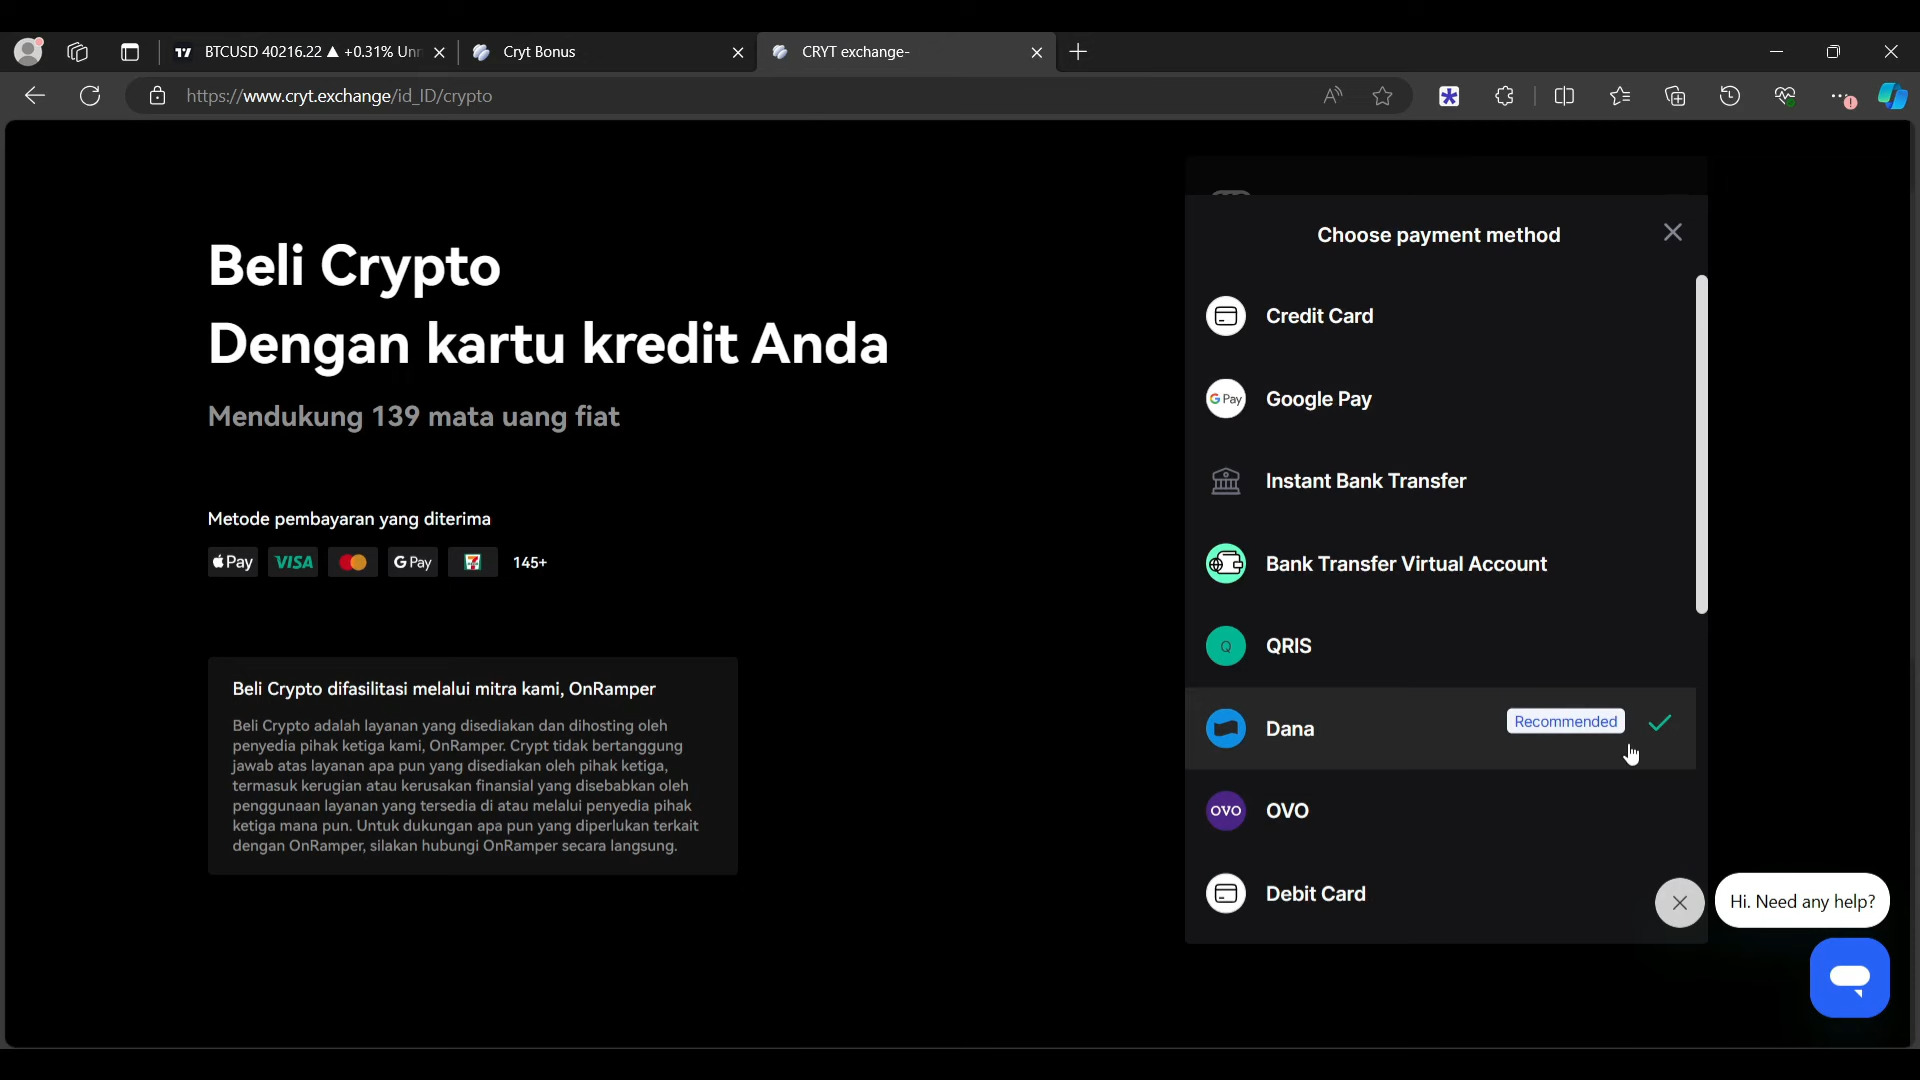 BTCUSD 40216.22 ▲ +0.31% Unn
Cryt Bonus
CRYT exchange-
https://www.cryt.exchange/id_ID/crypto
Beli Crypto
Dengan kartu kredit Anda
Mendukung 139 mata uang fiat
Metode pembayaran yang diterima
Pay VISA G Pay 145+
Beli Crypto difasilitasi melalui mitra kami, OnRamper
Beli Crypto adalah layanan yang disediakan dan dihosting oleh
penyedia pihak ketiga kami, OnRamper. Crypt tidak bertanggung
jawab atas layanan apa pun yang disediakan oleh pihak ketiga,
termasuk kerugian atau kerusakan finansial yang disebabkan oleh
penggunaan layanan yang tersedia di atau melalui penyedia pihak
ketiga mana pun. Untuk dukungan apa pun yang diperlukan terkait
dengan OnRamper, silakan hubungi OnRamper secara langsung.
Choose payment method
Credit Card
G Pay Google Pay
Instant Bank Transfer
Bank Transfer Virtual Account
Q QRIS
Dana Recommended
OVO OVO
Debit Card
Hi. Need any help?